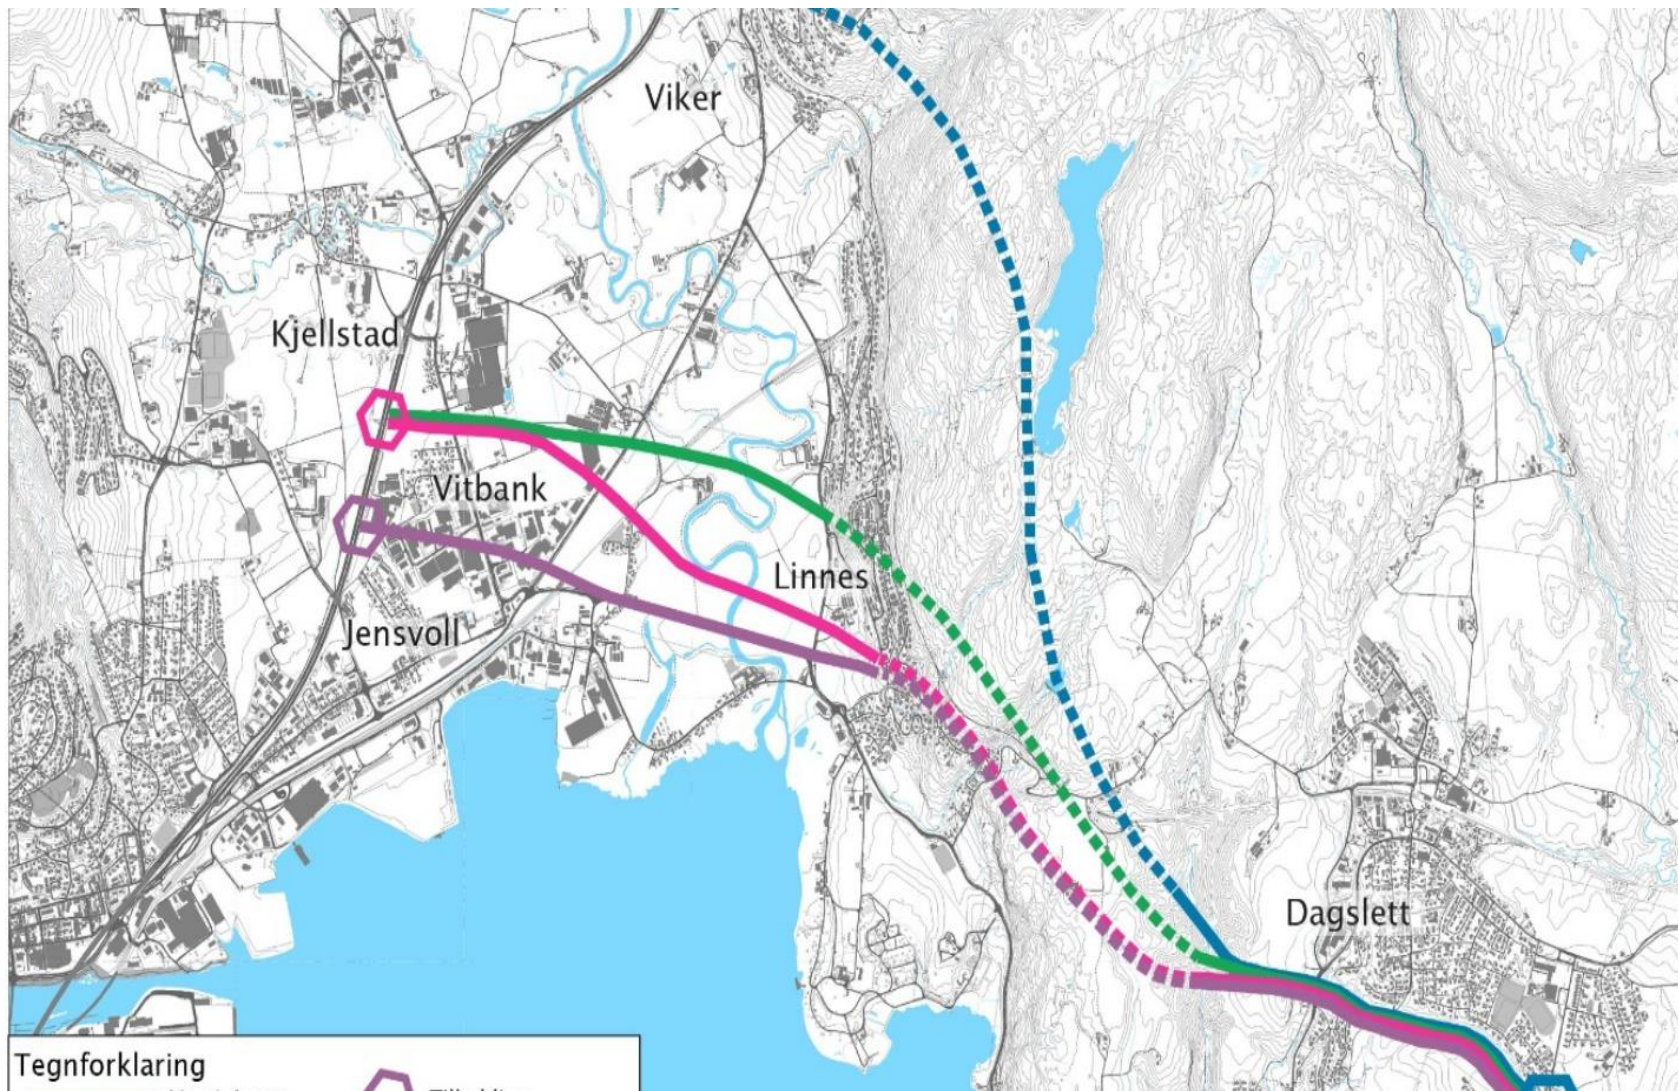 Viker
Kjellstad
Vitbank
Linnes
Jensvoll
Dagslett
Tegnforklaring